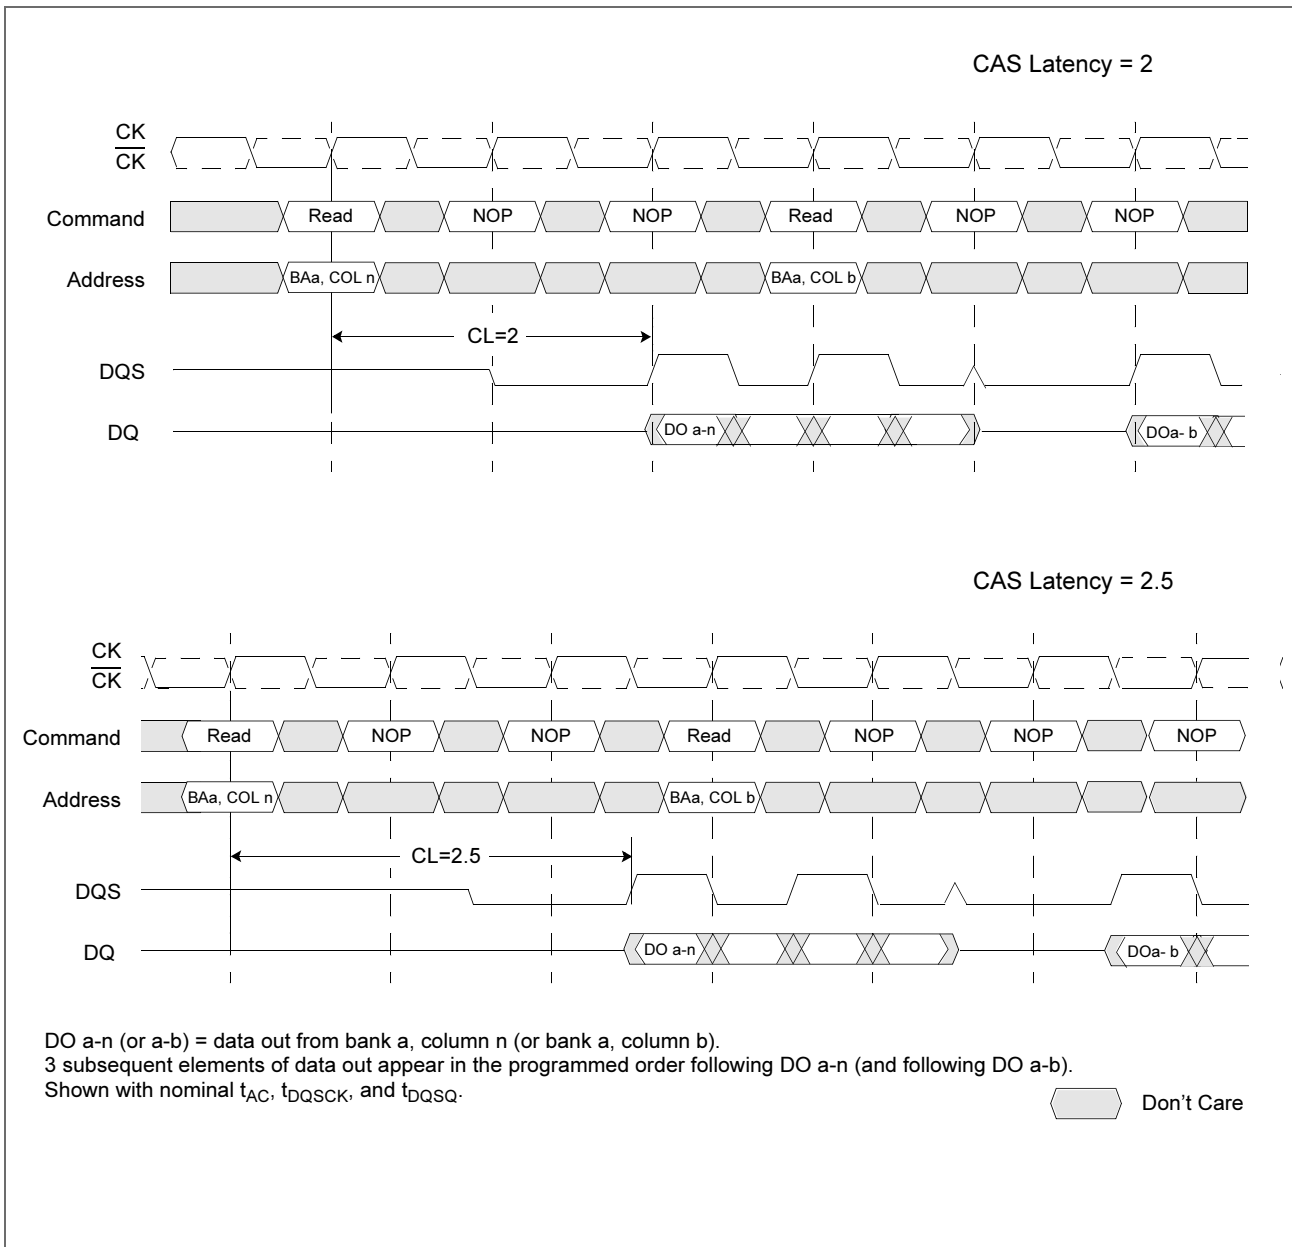 CAS Latency = 2
CK
CK
Command
Read
NOP
NOP
Read
NOP
NOP
Address
BAa, COL n
BAa, COL b
CL=2
DQS
DQ
DO a-n
DOa- b
CAS Latency = 2.5
CK
CK
Command
Read
NOP
NOP
Read
NOP
NOP
NOP
Address
BAa, COL n
BAa, COL b
CL=2.5
DQS
DQ
DO a-n
DOa- b
DO a-n (or a-b) = data out from bank a, column n (or bank a, column b).
3 subsequent elements of data out appear in the programmed order following DO a-n (and following DO a-b).
Shown with nominal tAC, tDQSCK, and tDQSQ.
Don't Care